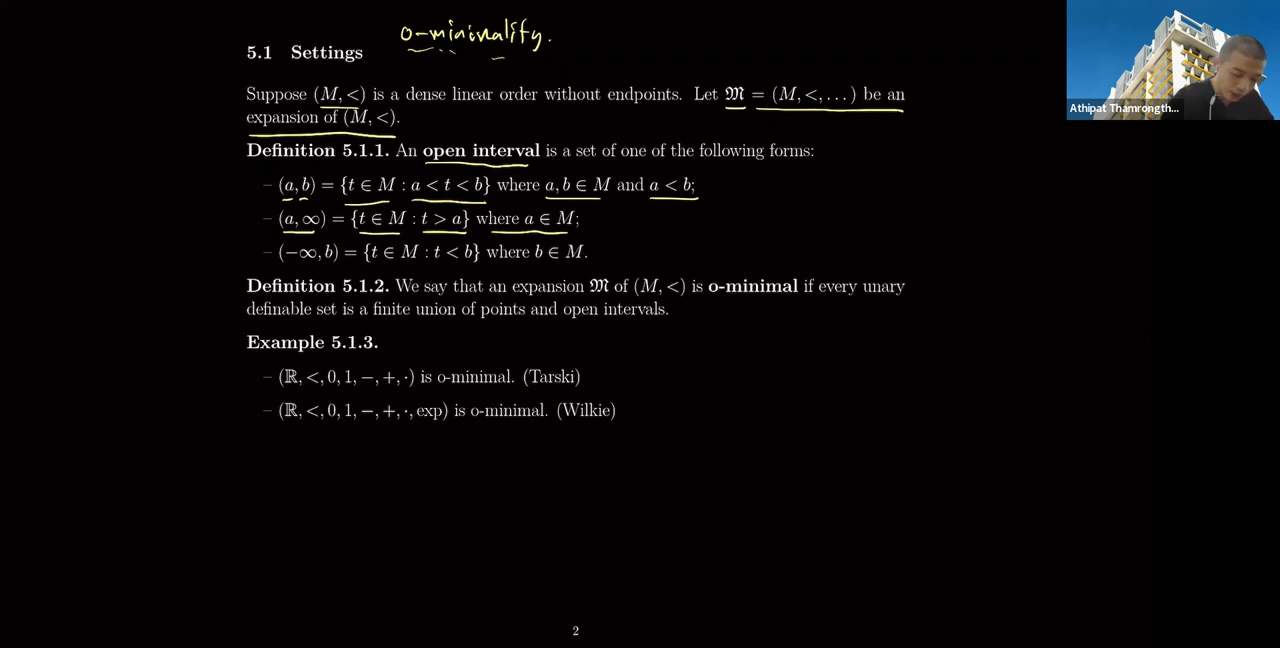 o-minimality.
5.1 Settings
Suppose (M, <) is a dense linear order without endpoints. Let 𝔐 = (M, <, . . . ) be an
expansion of (M, <).
Definition 5.1.1. An open interval is a set of one of the following forms:
– (a, b) = {t ∈ M : a < t < b} where a, b ∈ M and a < b;
– (a, ∞) = {t ∈ M : t > a} where a ∈ M;
– (−∞, b) = {t ∈ M : t < b} where b ∈ M.
Definition 5.1.2. We say that an expansion 𝔐 of (M, <) is o-minimal if every unary
definable set is a finite union of points and open intervals.
Example 5.1.3.
– (ℝ, <, 0, 1, −, +, ·) is o-minimal. (Tarski)
– (ℝ, <, 0, 1, −, +, ·, exp) is o-minimal. (Wilkie)
2
Athipat Thamrongth...